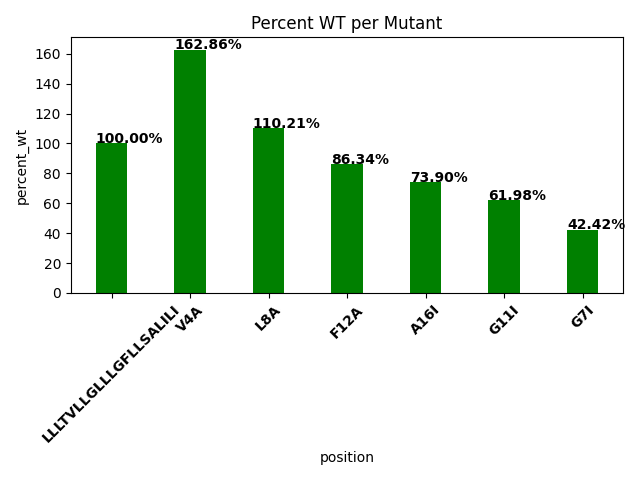 Percent WT per Mutant
percent_wt
160
140
120
100
80
60
40
20
0
100.00%
162.86%
110.21%
86.34%
73.90%
61.98%
42.42%
LLLTVLLGLLLGFLLSALILI
V4A
L8A
F12A
A16I
G11I
G7I
position